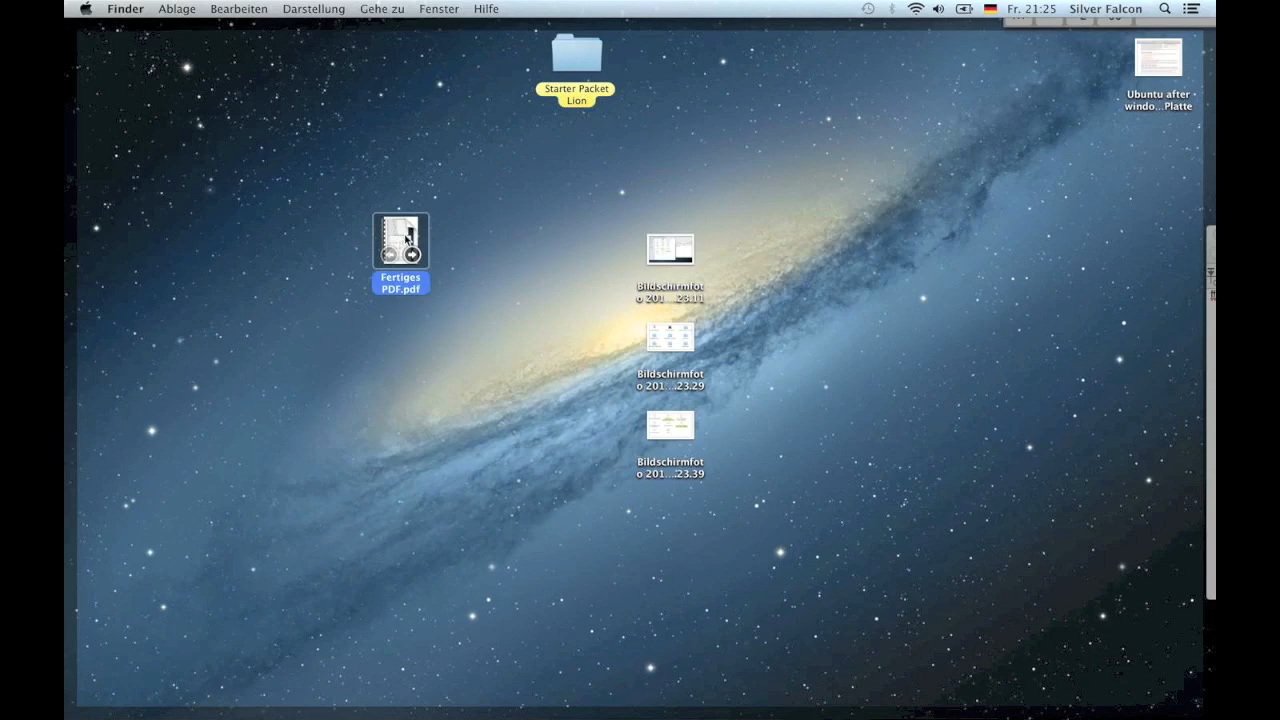 Finder Ablage Bearbeiten Darstellung Gehe zu Fenster Hilfe Fr. 21:25 Silver Falcon
Starter Packet
Lion
Ubuntu after
windo...Platte
Fertiges
PDF.pdf
Bildschirmfot
o 201...23.11
Bildschirmfot
o 201...23.29
Bildschirmfot
o 201...23.39